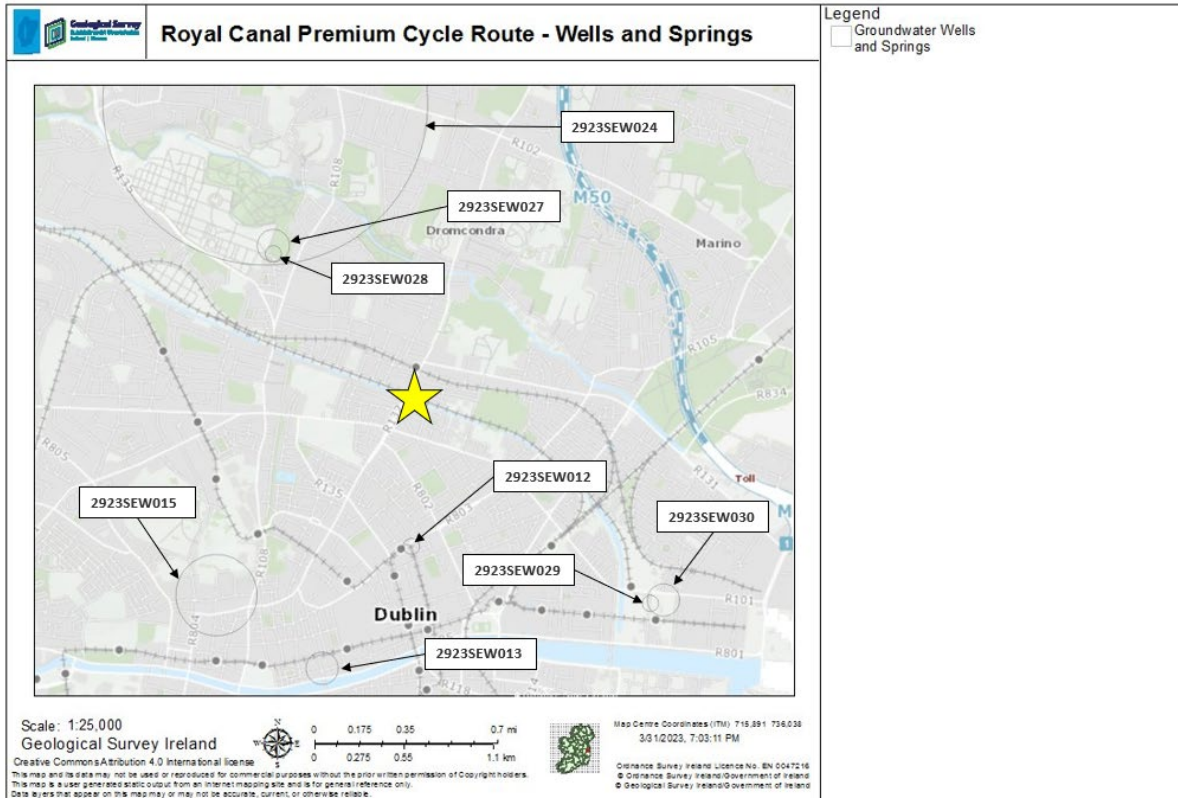 Geological Survey
Royal Canal Premium Cycle Route - Wells and Springs
Legend
Groundwater Wells
and Springs
2923SEW024
R102
R108
R135
M50
2923SEW027
Dromcondra
Marino
2923SEW028
R105
R834
R132
R805
2923SEW012
R131
Toll
R135
R802
2923SEW015
2923SEW030
R803
M
1
R108
2923SEW029
R101
Dublin
R804
2923SEW013
R801
R118
Scale: 1:25,000
Geological Survey Ireland
Creative Commons Attribution 4.0 International license
This map and its data may not be used or reproduced for commercial purposes without the prior written permission of Copyright holders.
This map is a user generated static output from an Internet mapping site and is for general reference only.
Data layers that appear on this map may or may not be accurate, current, or otherwise reliable.
N
W
E
S
0 0.175 0.35 0.7 mi
0 0.275 0.55 1.1 km
Map Centre Coordinates (ITM) 715,891 736,038
3/31/2023, 7:03:11 PM
Ordnance Survey Ireland Licence No. EN 0047216
© Ordnance Survey Ireland/Government of Ireland
© Geological Survey Ireland/Government of Ireland